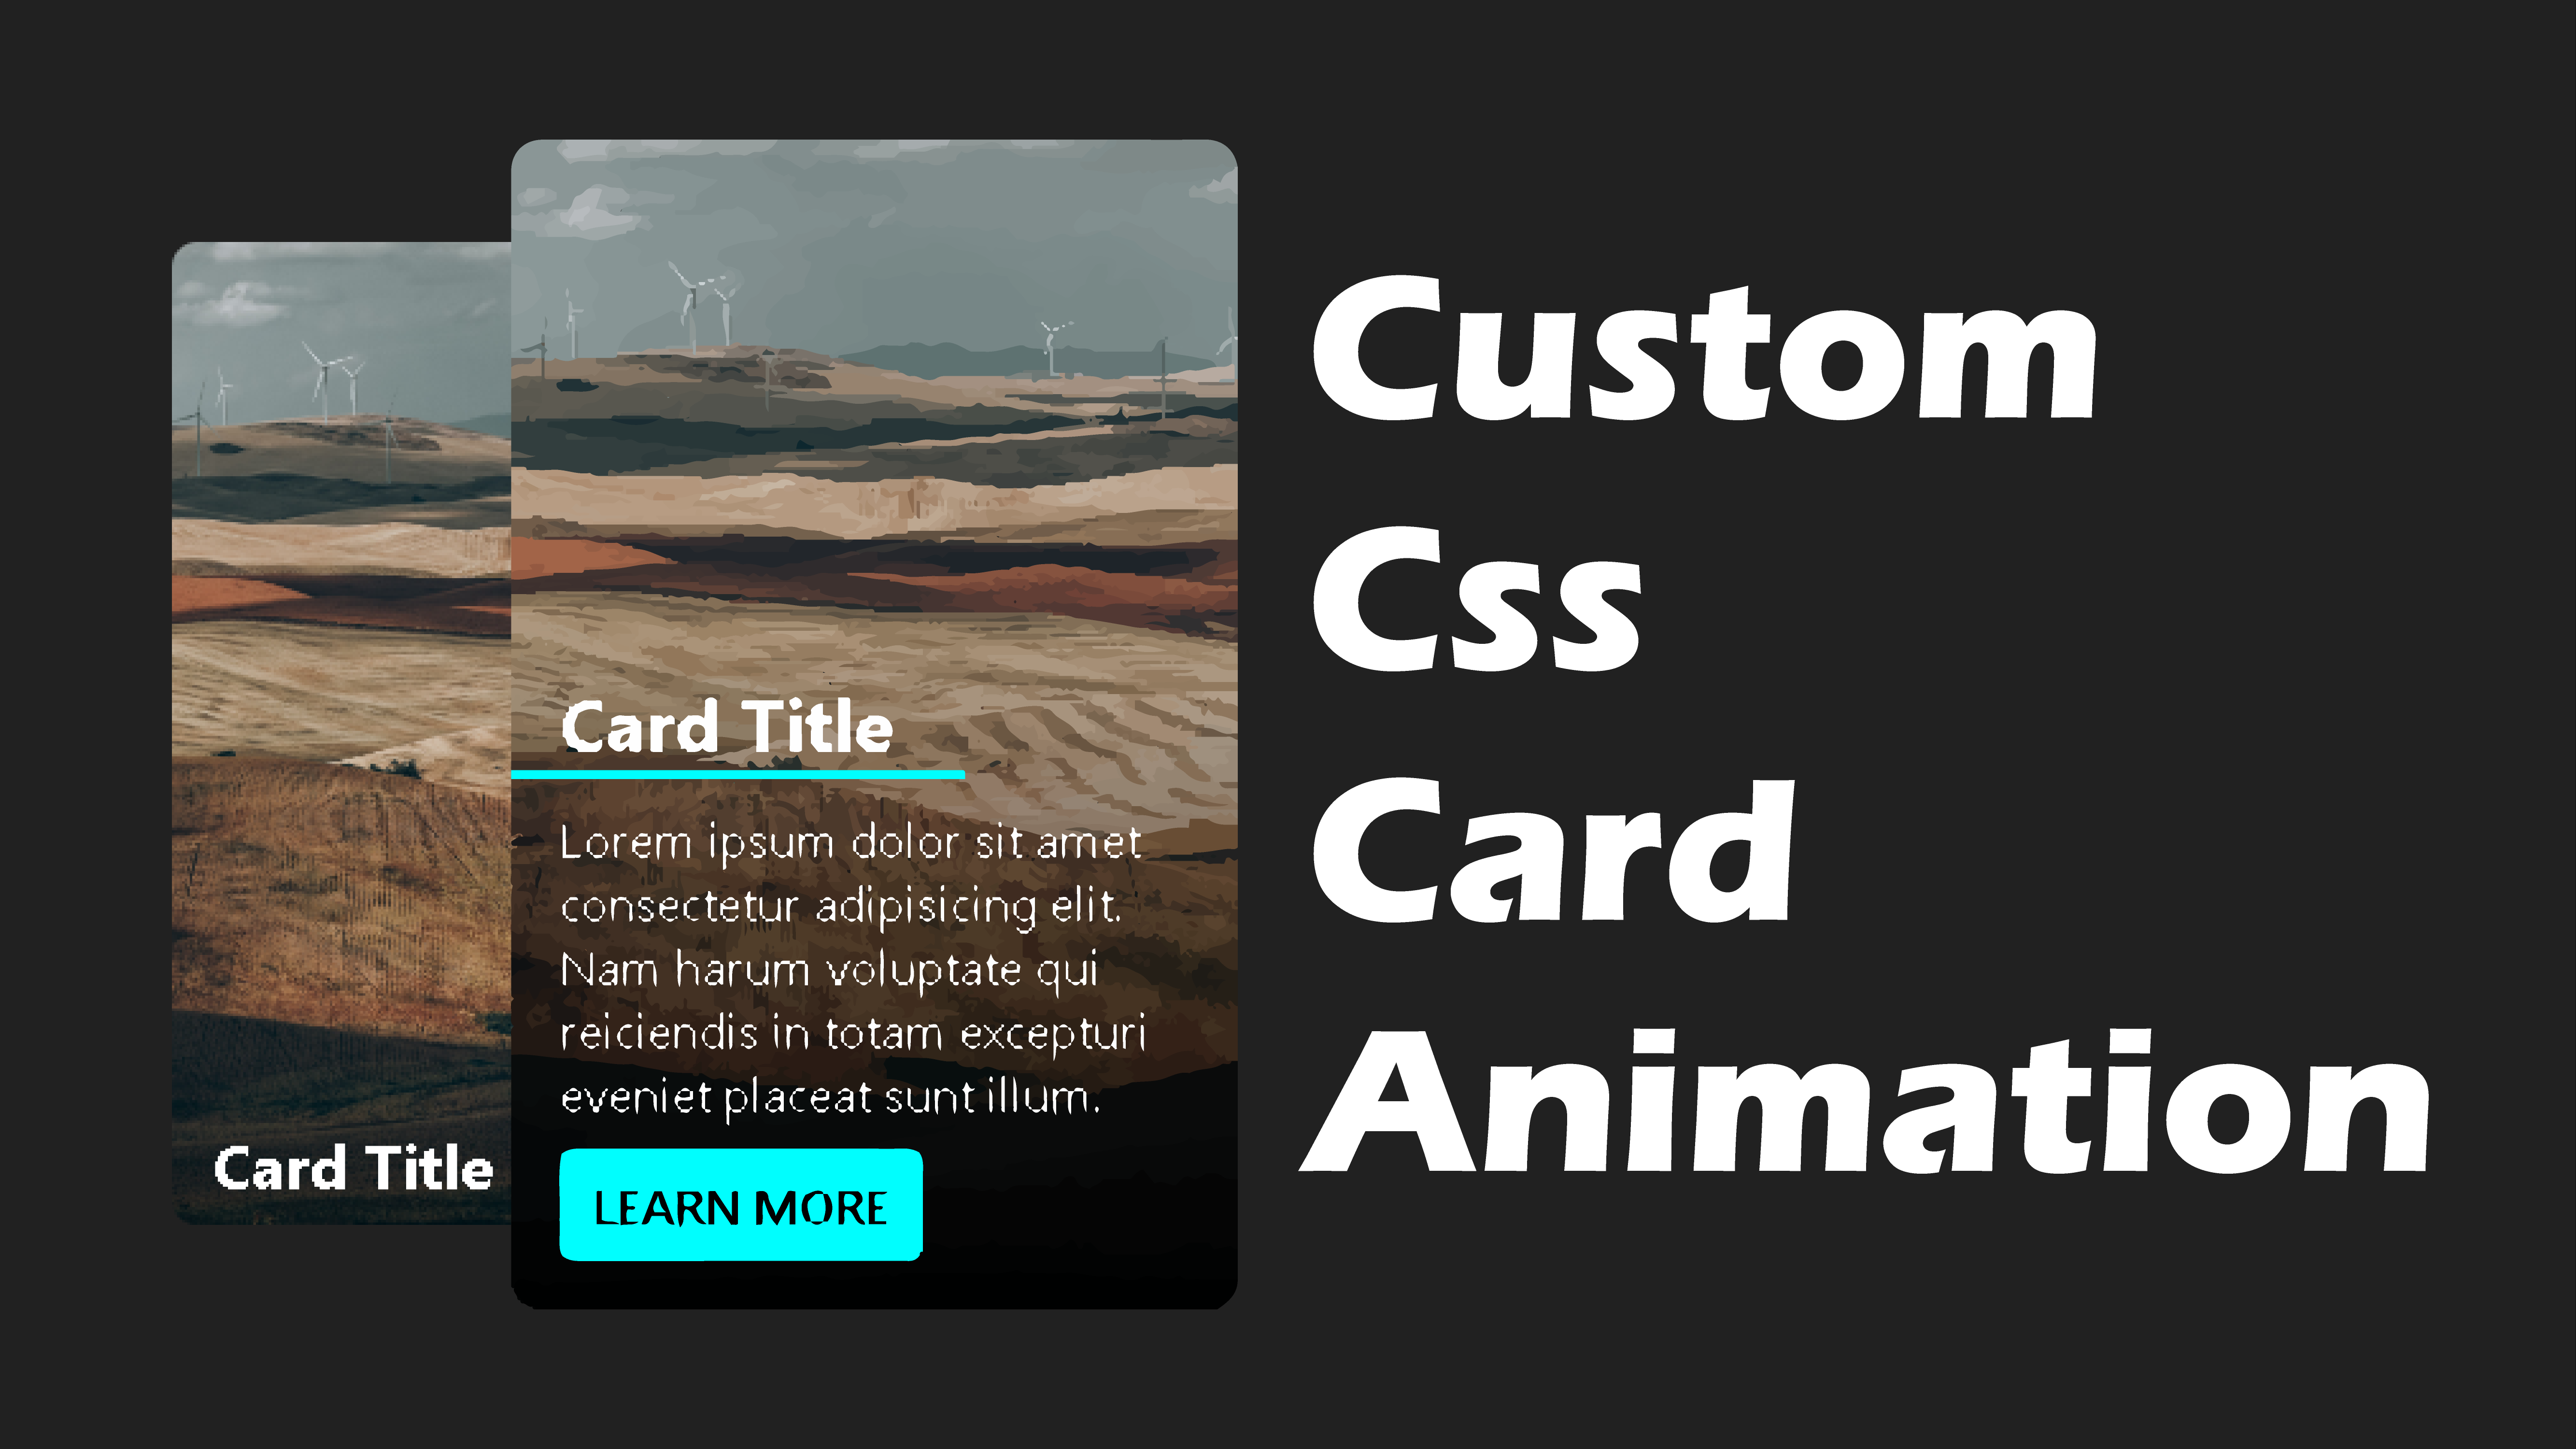 Card Title
Card Title
Lorem ipsum dolor sit amet
consectetur adipisicing elit.
Nam harum voluptate qui
reiciendis in totam excepturi
eveniet placeat sunt illum.
LEARN MORE
Custom
Css
Card
Animation